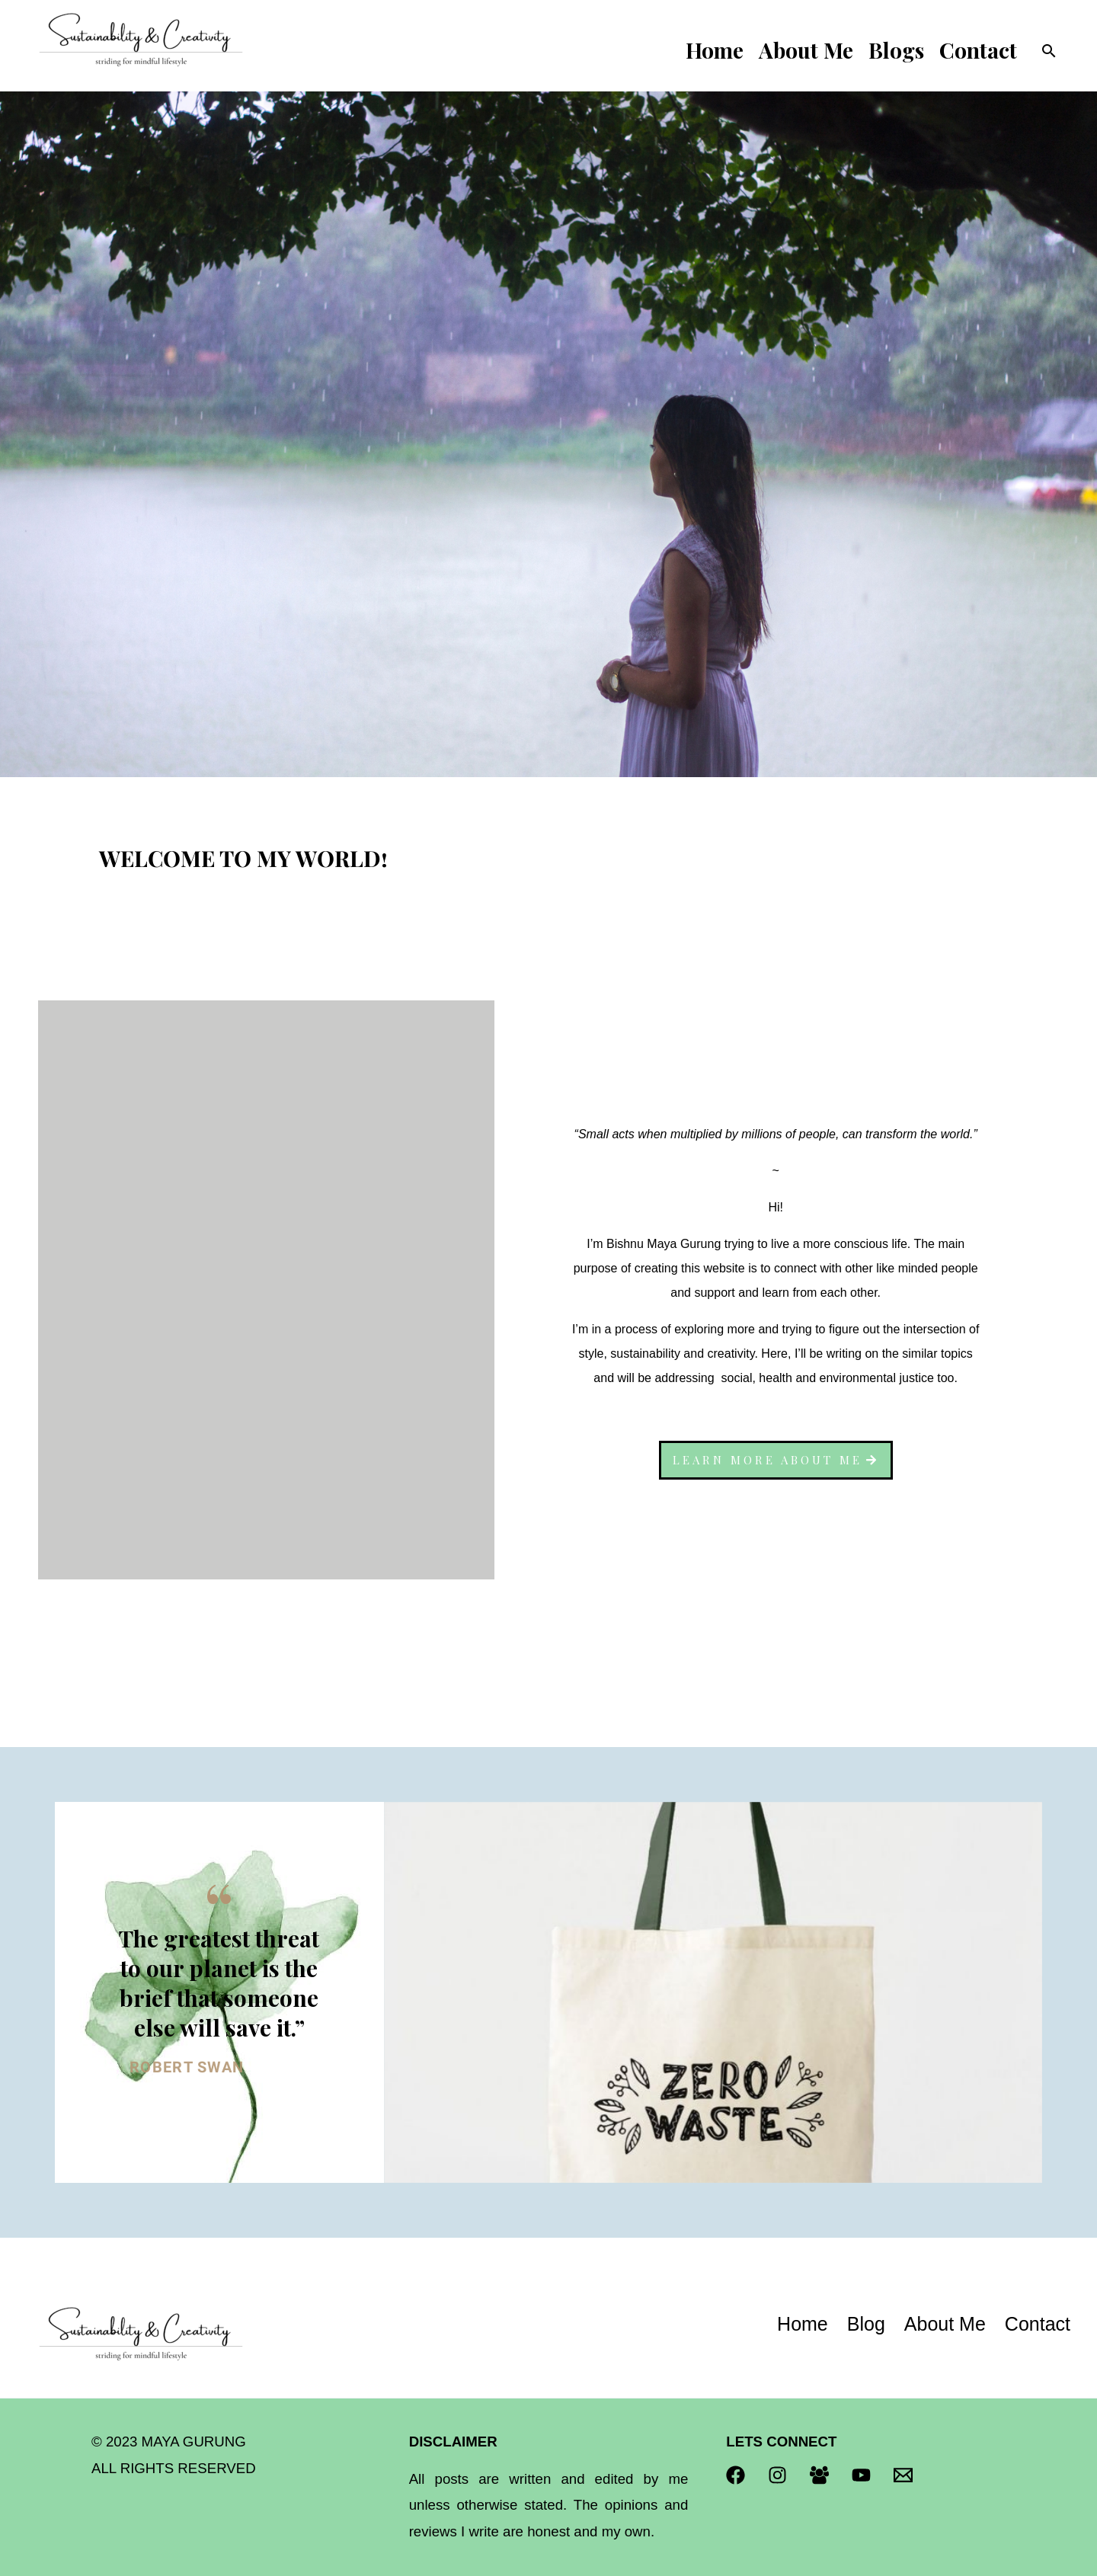 Sustainability & Creativity
striding for mindful lifestyle
Home About Me Blogs Contact
WELCOME TO MY WORLD!
“Small acts when multiplied by millions of people, can transform the world.”
~
Hi!
I’m Bishnu Maya Gurung trying to live a more conscious life. The main
purpose of creating this website is to connect with other like minded people
and support and learn from each other.
I’m in a process of exploring more and trying to figure out the intersection of
style, sustainability and creativity. Here, I’ll be writing on the similar topics
and will be addressing  social, health and environmental justice too.
LEARN MORE ABOUT ME
“
The greatest threat
to our planet is the
brief that someone
else will save it.”
ROBERT SWAN
ZERO
WASTE
Sustainability & Creativity
striding for mindful lifestyle
Home Blog About Me Contact
© 2023 MAYA GURUNG
ALL RIGHTS RESERVED
DISCLAIMER
All posts are written and edited by me
unless otherwise stated. The opinions and
reviews I write are honest and my own.
LETS CONNECT